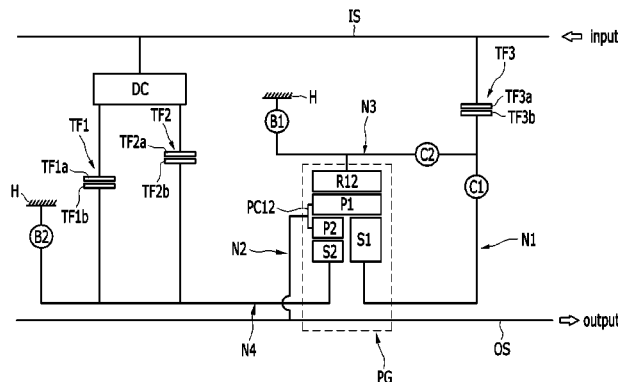 IS
input
TF3
DC
H
TF3a
TF3b
TF1
TF2
TF2a
B1
N3
C2
TF1a
TF2b
R12
C1
H
TF1b
PC12
P1
B2
P2
S1
N2
S2
N1
output
N4
OS
PG